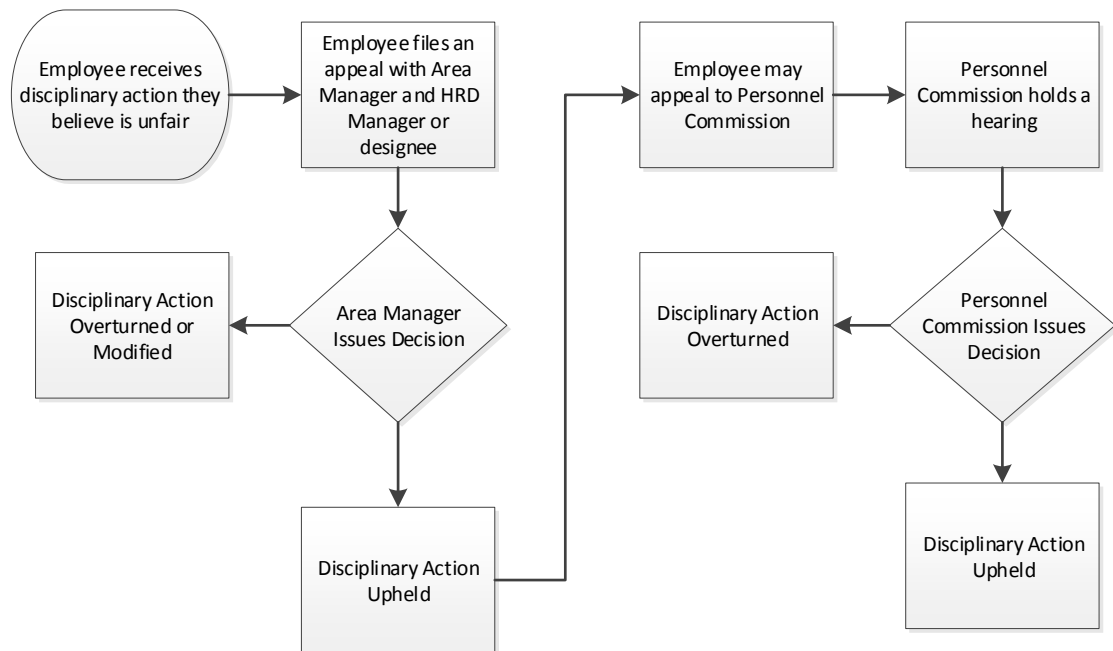 Employee receives
disciplinary action they
believe is unfair
Employee files an
appeal with Area
Manager and HRD
Manager or
designee
Area Manager
Issues Decision
Disciplinary Action
Overturned or
Modified
Disciplinary Action
Upheld
Employee may
appeal to Personnel
Commission
Personnel
Commission holds a
hearing
Personnel
Commission Issues
Decision
Disciplinary Action
Overturned
Disciplinary Action
Upheld